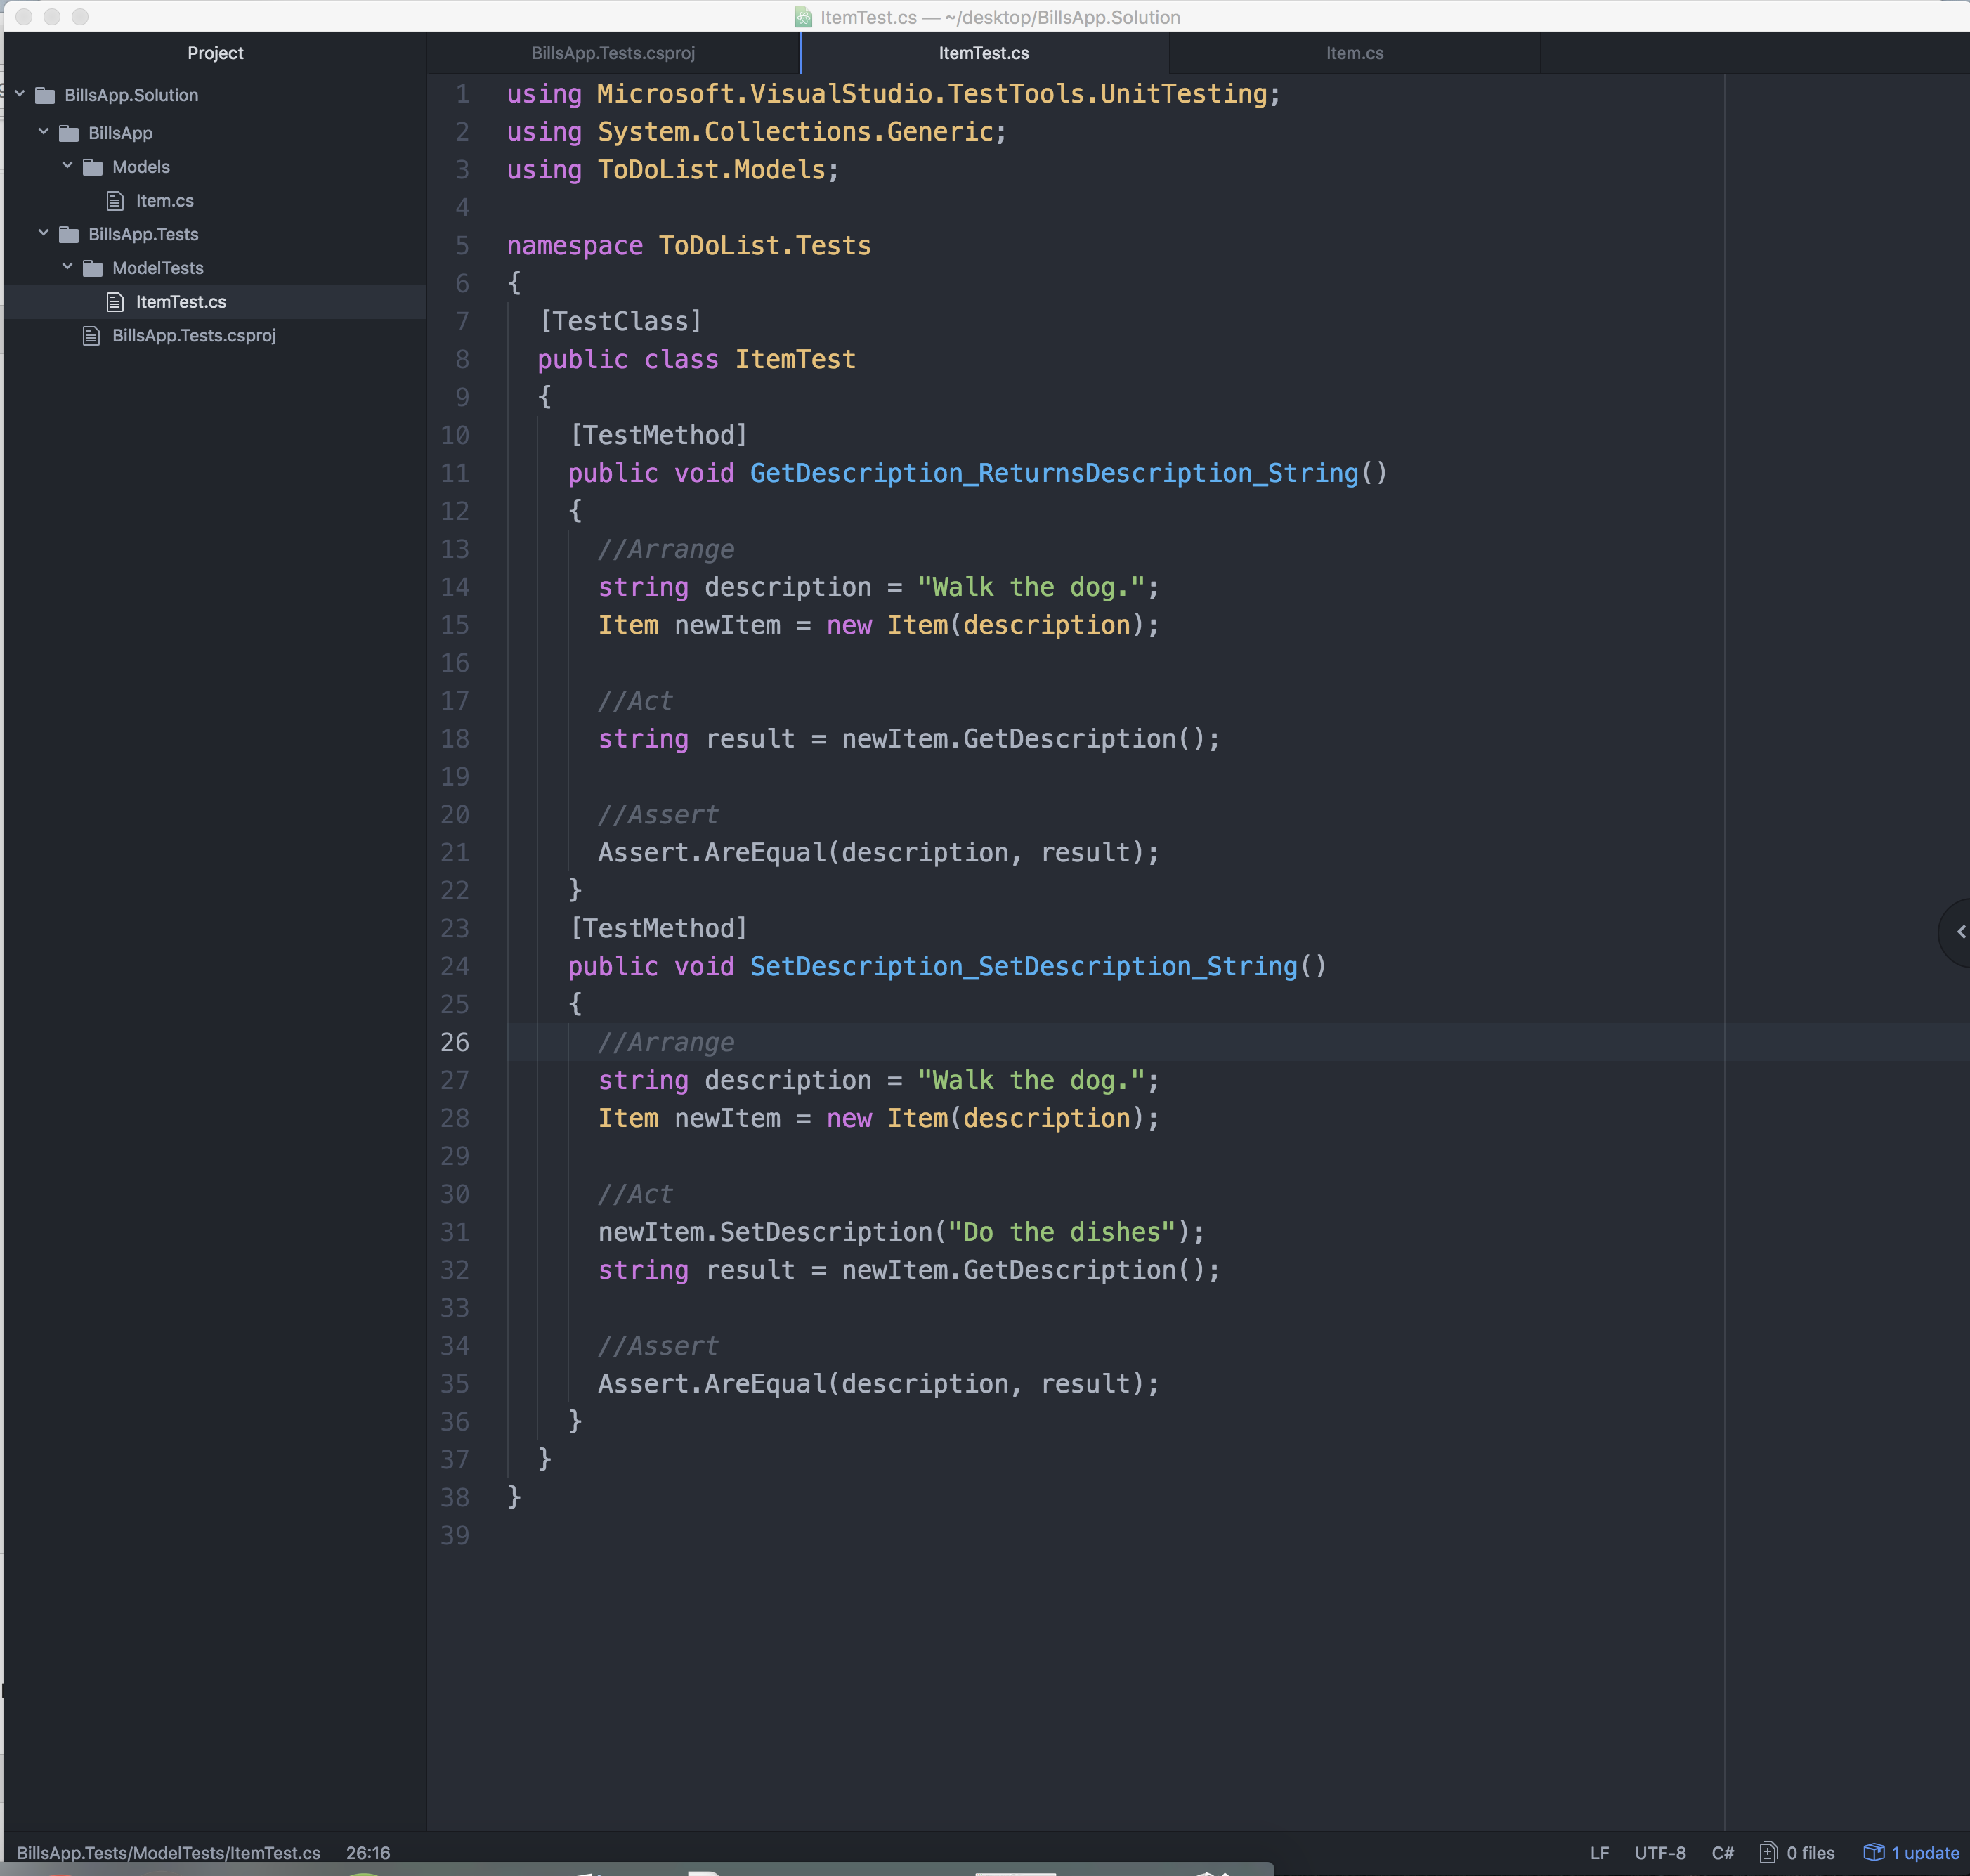 ItemTest.cs — ~/desktop/BillsApp.Solution
Project
BillsApp.Tests.csproj
ItemTest.cs
Item.cs
BillsApp.Solution
BillsApp
Models
Item.cs
BillsApp.Tests
ModelTests
ItemTest.cs
BillsApp.Tests.csproj
1 using Microsoft.VisualStudio.TestTools.UnitTesting;
2 using System.Collections.Generic;
3 using ToDoList.Models;
4
5 namespace ToDoList.Tests
6 {
7 [TestClass]
8 public class ItemTest
9 {
10 [TestMethod]
11 public void GetDescription_ReturnsDescription_String()
12 {
13 //Arrange
14 string description = "Walk the dog.";
15 Item newItem = new Item(description);
16
17 //Act
18 string result = newItem.GetDescription();
19
20 //Assert
21 Assert.AreEqual(description, result);
22 }
23 [TestMethod]
24 public void SetDescription_SetDescription_String()
25 {
26 //Arrange
27 string description = "Walk the dog.";
28 Item newItem = new Item(description);
29
30 //Act
31 newItem.SetDescription("Do the dishes");
32 string result = newItem.GetDescription();
33
34 //Assert
35 Assert.AreEqual(description, result);
36 }
37 }
38 }
39
BillsApp.Tests/ModelTests/ItemTest.cs 26:16 LF UTF-8 C# 0 files 1 update